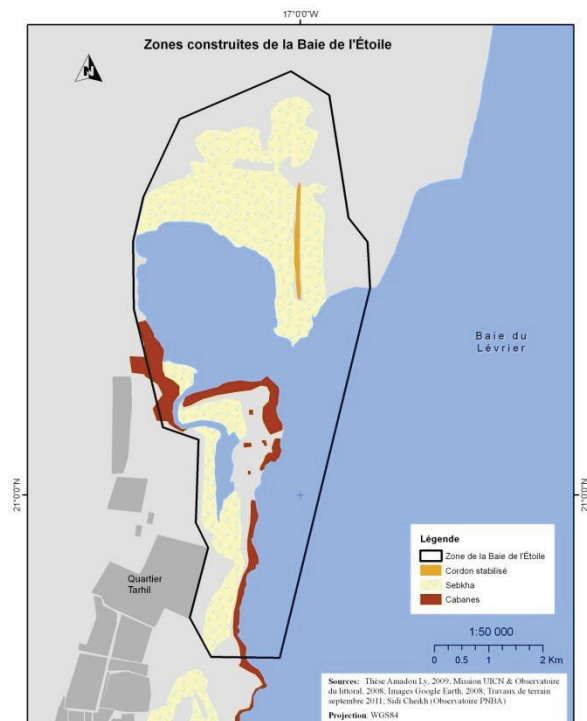 17°0'0"W
Zones construites de la Baie de l'Étoile
N
Baie du
Lévrier
21°0'0"N
21°0'0"N
Quartier
Tarhil
Légende
Zone de la Baie de l'Étoile
Cordon stabilisé
Sebkha
Cabanes
1:50 000
0 0.5 1 2 Km
Sources: Thèse Amadou Ly, 2009; Mission UICN & Observatoire
du littoral, 2008; Images Google Earth, 2008; Travaux de terrain
septembre 2011; Sidi Cheikh (Observatoire PNBA)
Projection: WGS84